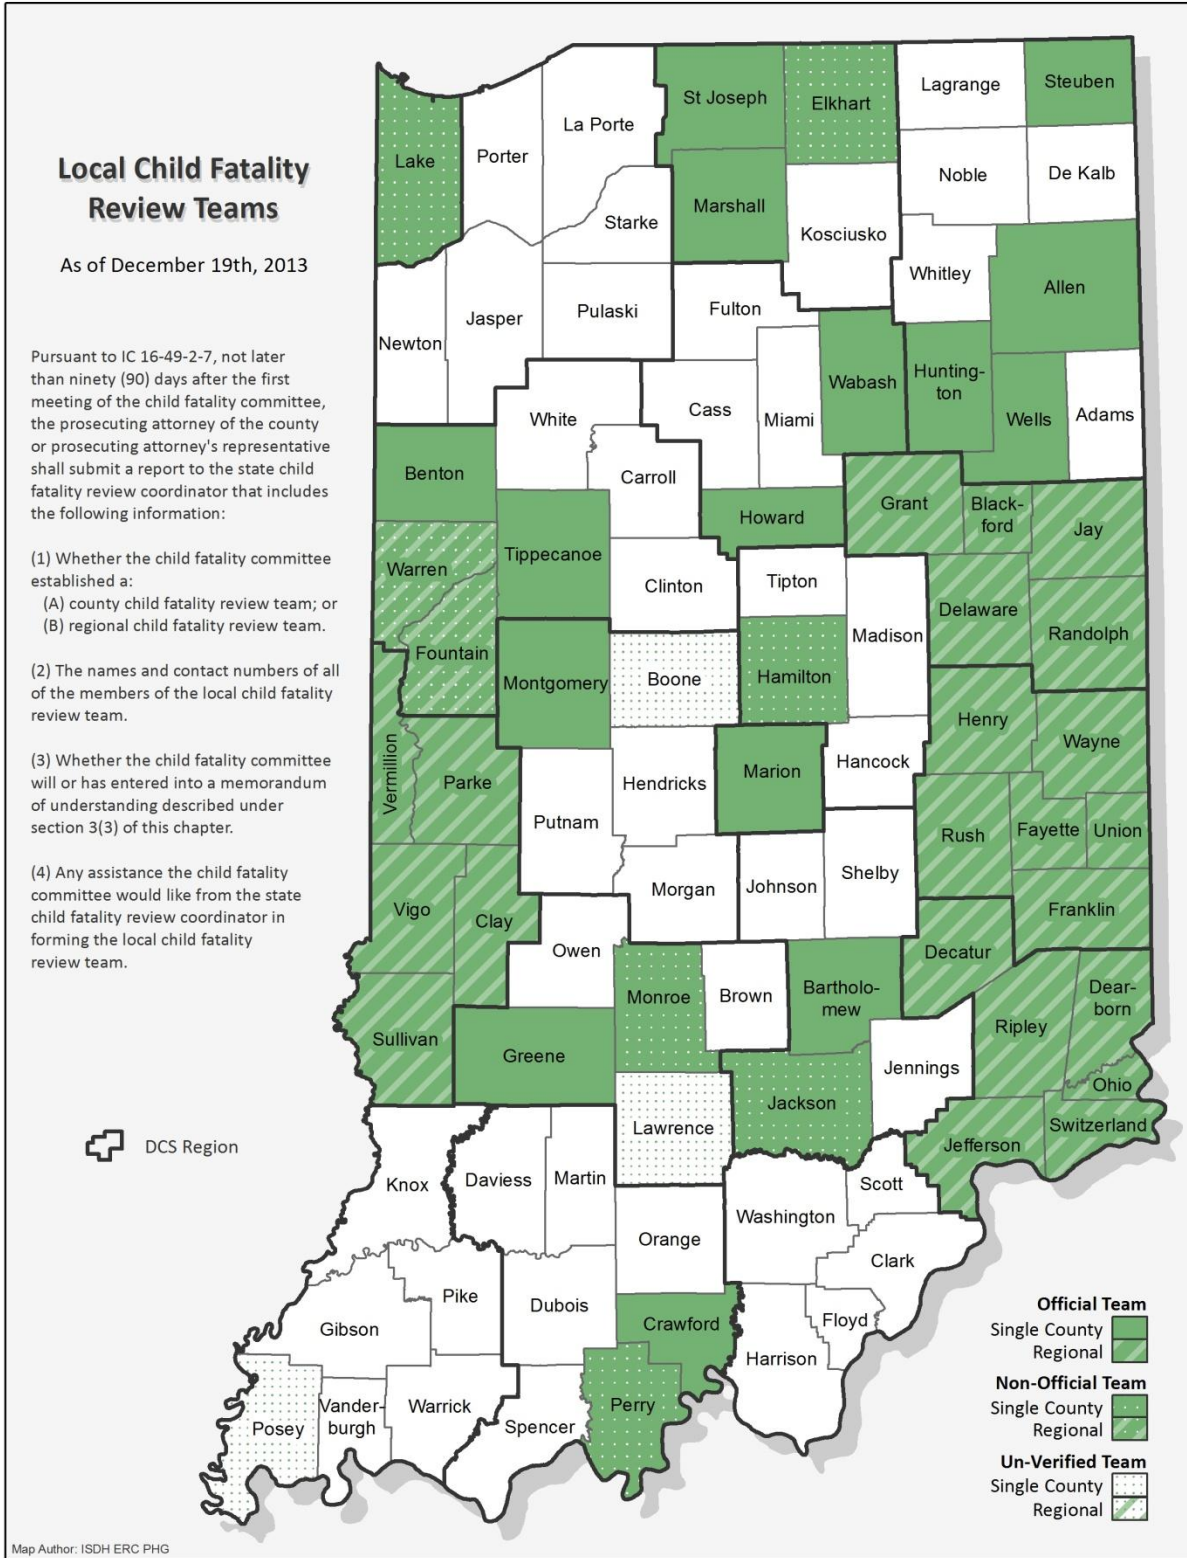 Local Child Fatality
Review Teams
As of December 19th, 2013
Pursuant to IC 16-49-2-7, not later
than ninety (90) days after the first
meeting of the child fatality committee,
the prosecuting attorney of the county
or prosecuting attorney's representative
shall submit a report to the state child
fatality review coordinator that includes
the following information:
(1) Whether the child fatality committee
established a:
(A) county child fatality review team; or
(B) regional child fatality review team.
(2) The names and contact numbers of all
of the members of the local child fatality
review team.
(3) Whether the child fatality committee
will or has entered into a memorandum
of understanding described under
section 3(3) of this chapter.
(4) Any assistance the child fatality
committee would like from the state
child fatality review coordinator in
forming the local child fatality
review team.
DCS Region
Lake
Porter
La Porte
St Joseph
Elkhart
Lagrange
Steuben
Noble
De Kalb
Starke
Marshall
Kosciusko
Whitley
Allen
Newton
Jasper
Pulaski
Fulton
White
Cass
Miami
Wabash
Hunting-
ton
Wells
Adams
Benton
Carroll
Howard
Grant
Black-
ford
Jay
Warren
Tippecanoe
Clinton
Tipton
Madison
Delaware
Randolph
Fountain
Montgomery
Boone
Hamilton
Henry
Wayne
Vermillion
Parke
Putnam
Hendricks
Marion
Hancock
Rush
Fayette
Union
Vigo
Clay
Owen
Morgan
Johnson
Shelby
Franklin
Decatur
Sullivan
Greene
Monroe
Brown
Bartholo-
mew
Ripley
Dear-
born
Jennings
Ohio
Lawrence
Jackson
Jefferson
Switzerland
Knox
Daviess
Martin
Orange
Washington
Scott
Clark
Gibson
Pike
Dubois
Crawford
Floyd
Harrison
Posey
Vander-
burgh
Warrick
Spencer
Perry
Official Team
Single County
Regional
Non-Official Team
Single County
Regional
Un-Verified Team
Single County
Regional
Map Author: ISDH ERC PHG